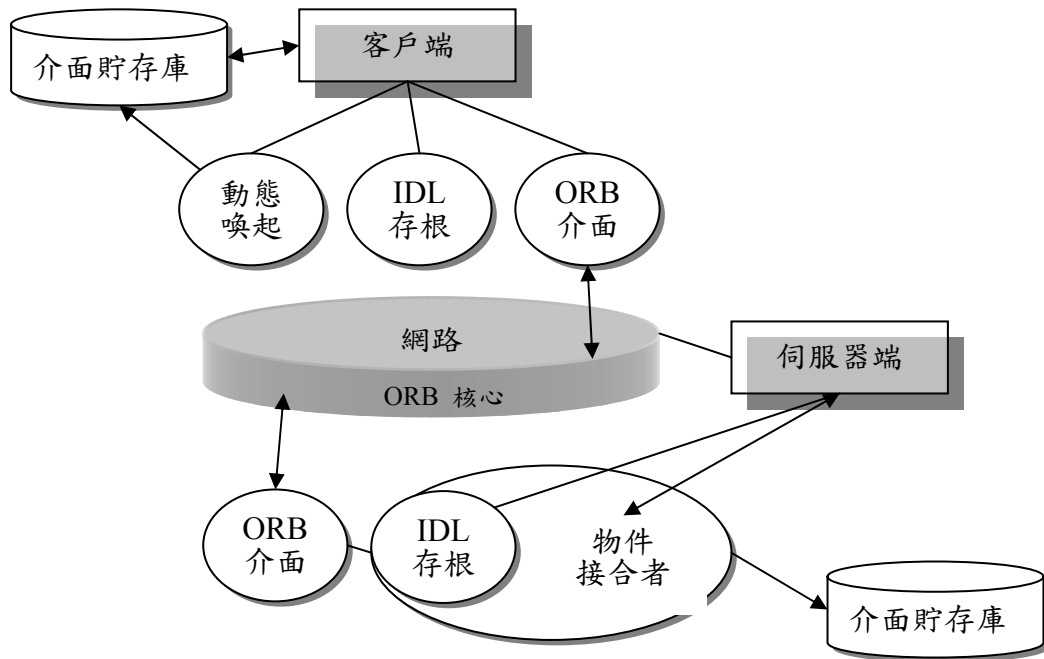 客戶端
介面貯存庫
動態
喚起
IDL
存根
ORB
介面
網路
ORB 核心
伺服器端
ORB
介面
IDL
存根
物件
接合者
介面貯存庫